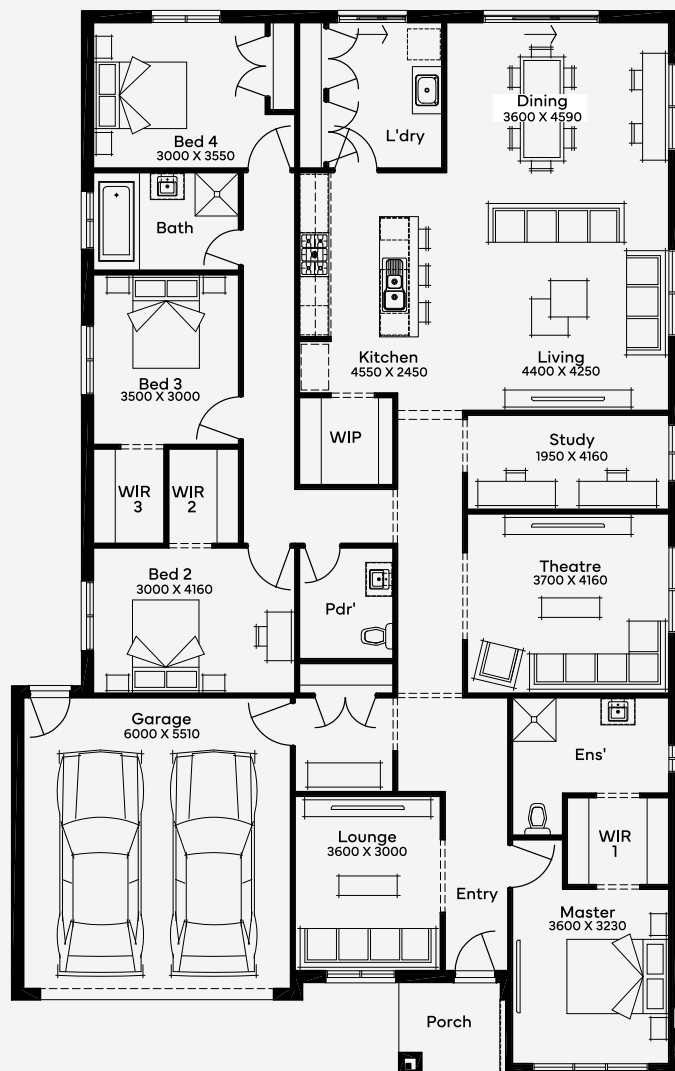 Bed 4
3000 X 3550
L'dry
Dining
3600 X 4590
Bath
Kitchen
4550 X 2450
Living
4400 X 4250
Bed 3
3500 X 3000
WIP
Study
1950 X 4160
WIR
3
WIR
2
Bed 2
3000 X 4160
Pdr'
Theatre
3700 X 4160
Garage
6000 X 5510
Ens'
Lounge
3600 X 3000
WIR
1
Entry
Master
3600 X 3230
Porch